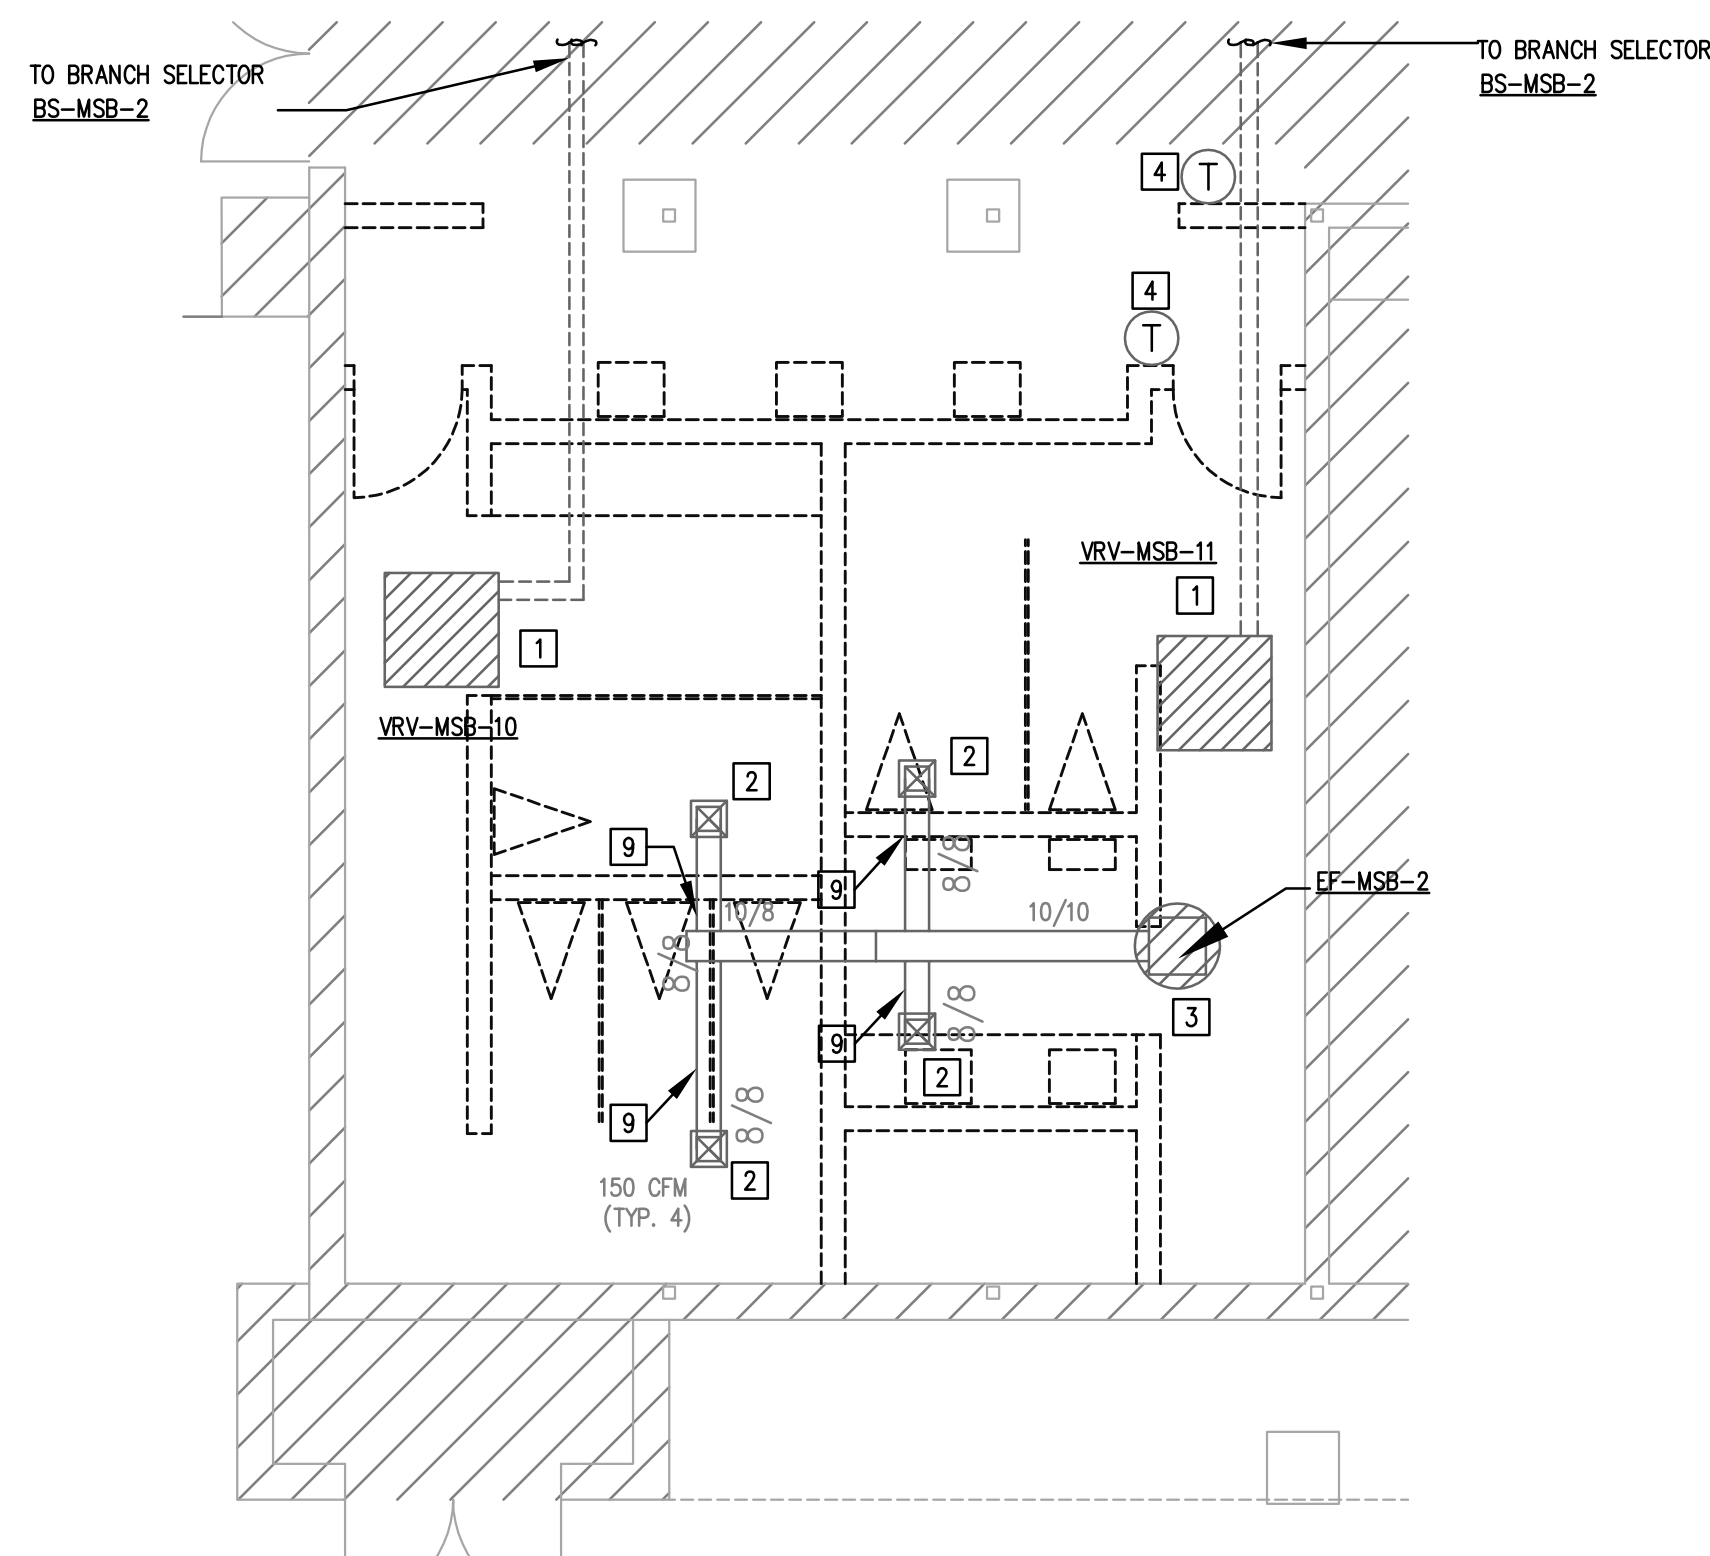 TO BRANCH SELECTOR
BS-MSB-2
TO BRANCH SELECTOR
BS-MSB-2
4
T
4
T
VRV-MSB-11
1
1
VRV-MSB-10
2
2
9
9
8/8
10/8
10/10
EF-MSB-2
8/8
8/8
3
9
2
8/8
9
2
150 CFM
(TYP. 4)